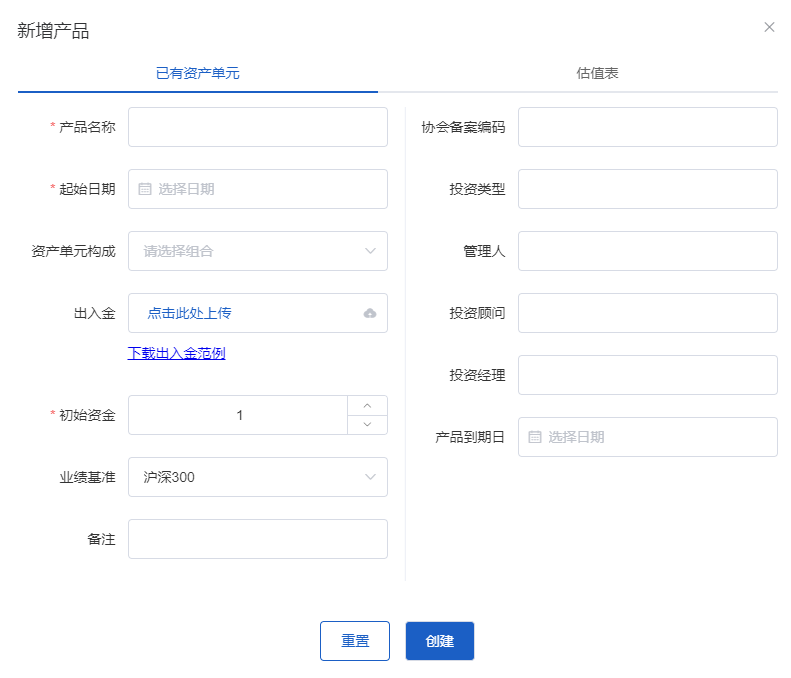 新增产品
已有资产单元
估值表
* 产品名称
* 起始日期
选择日期
资产单元构成
请选择组合
出入金
点击此处上传
下载出入金范例
* 初始资金
1
业绩基准
沪深300
备注
协会备案编码
投资类型
管理人
投资顾问
投资经理
产品到期日
选择日期
重置
创建